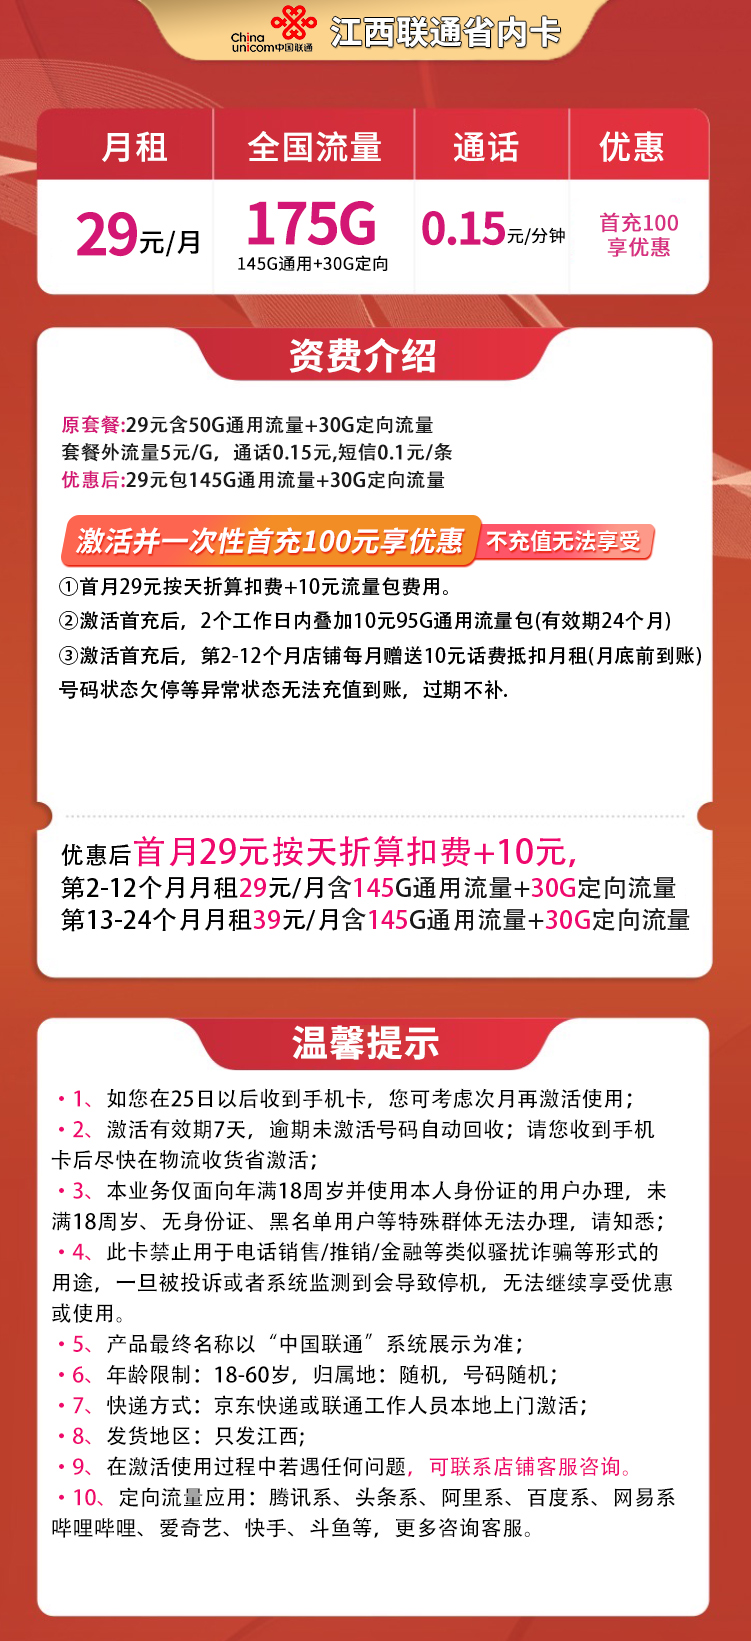 China
unicom中国联通
江西联通省内卡
月租
全国流量
通话
优惠
29元/月
175G
145G通用+30G定向
0.15元/分钟
首充100
享优惠
资费介绍
原套餐:29元含50G通用流量+30G定向流量
套餐外流量5元/G，通话0.15元,短信0.1元/条
优惠后:29元包145G通用流量+30G定向流量
激活并一次性首充100元享优惠
不充值无法享受
①首月29元按天折算扣费+10元流量包费用。
②激活首充后，2个工作日内叠加10元95G通用流量包(有效期24个月)
③激活首充后，第2-12个月店铺每月赠送10元话费抵扣月租(月底前到账)
号码状态欠停等异常状态无法充值到账，过期不补.
优惠后首月29元按天折算扣费+10元,
第2-12个月月租29元/月含145G通用流量+30G定向流量
第13-24个月月租39元/月含145G通用流量+30G定向流量
温馨提示
·1、如您在25日以后收到手机卡，您可考虑次月再激活使用；
·2、激活有效期7天，逾期未激活号码自动回收；请您收到手机
卡后尽快在物流收货省激活；
·3、本业务仅面向年满18周岁并使用本人身份证的用户办理，未
满18周岁、无身份证、黑名单用户等特殊群体无法办理，请知悉；
·4、此卡禁止用于电话销售/推销/金融等类似骚扰诈骗等形式的
用途，一旦被投诉或者系统监测到会导致停机，无法继续享受优惠
或使用。
·5、产品最终名称以“中国联通”系统展示为准；
·6、年龄限制：18-60岁，归属地：随机，号码随机；
·7、快递方式：京东快递或联通工作人员本地上门激活；
·8、发货地区：只发江西;
·9、在激活使用过程中若遇任何问题，可联系店铺客服咨询。
·10、定向流量应用：腾讯系、头条系、阿里系、百度系、网易系
哔哩哔哩、爱奇艺、快手、斗鱼等，更多咨询客服。